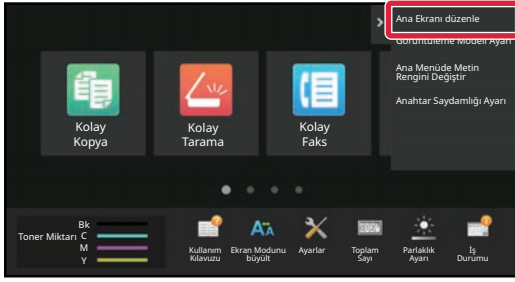 Ana Ekranı düzenle
Görüntüleme Modeli Ayarı
Ana Menüde Metin
Rengini Değiştir
Anahtar Saydamlığı Ayarı
Kolay
Kopya
Kolay
Tarama
Kolay
Faks
Toner Miktarı
Bk
C
M
Y
Kullanım
Kılavuzu
Ekran Modunu
büyült
Ayarlar
Toplam
Sayı
Parlaklık
Ayarı
İş
Durumu